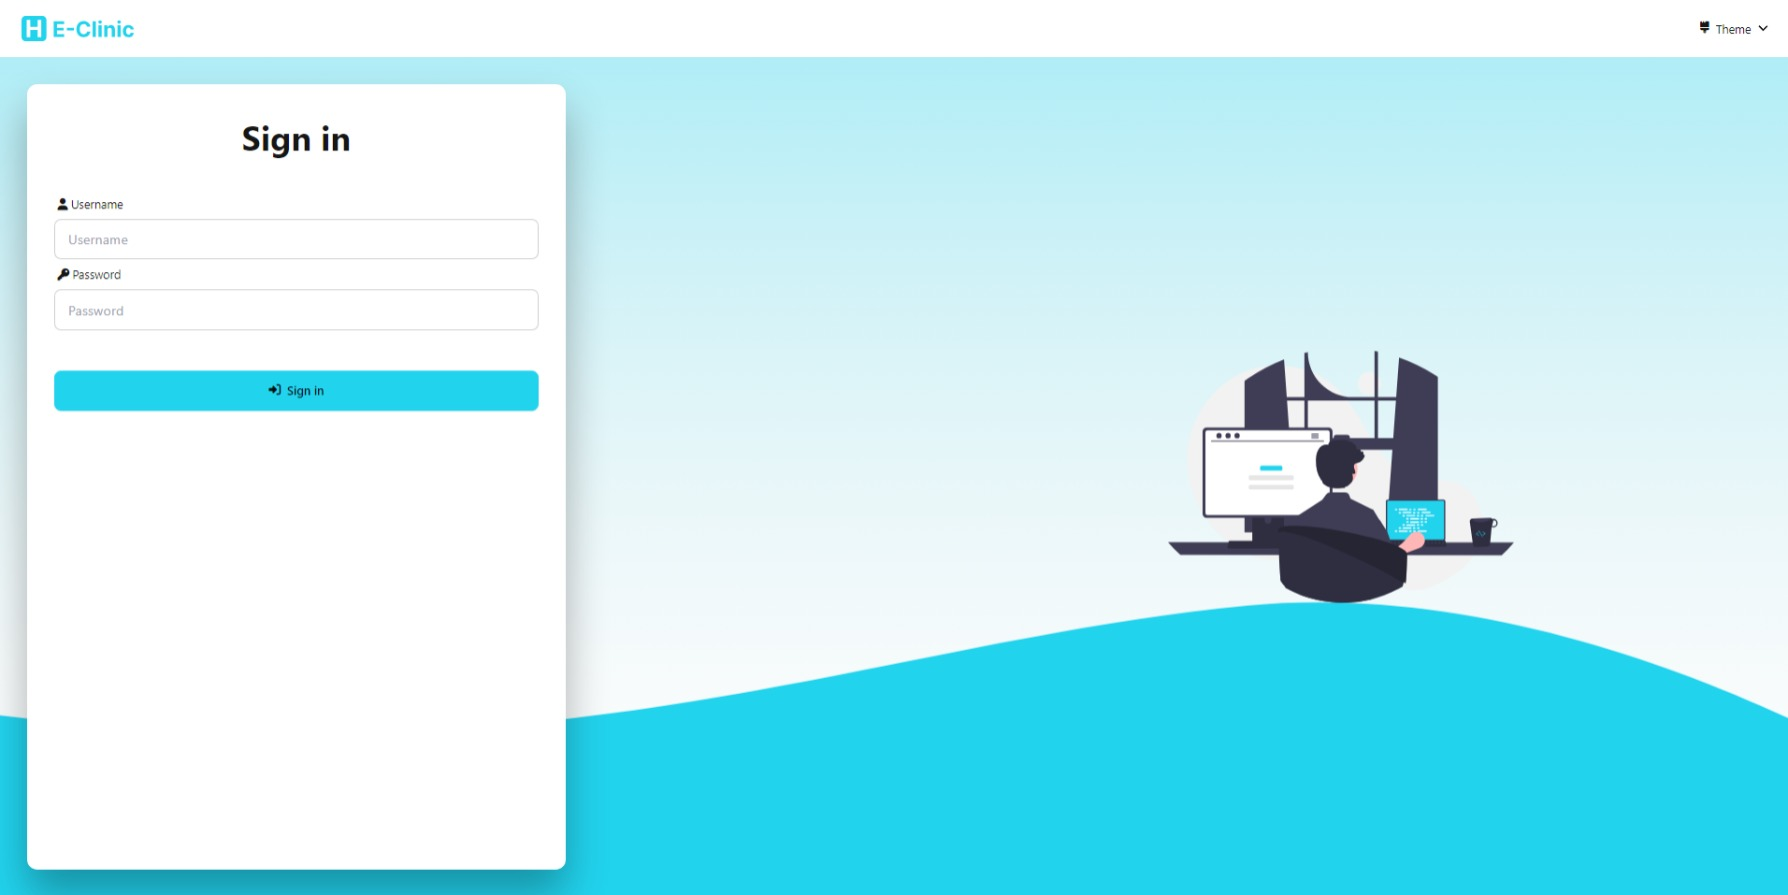 H E-Clinic
Theme
Sign in
Username
Username
Password
Password
Sign in